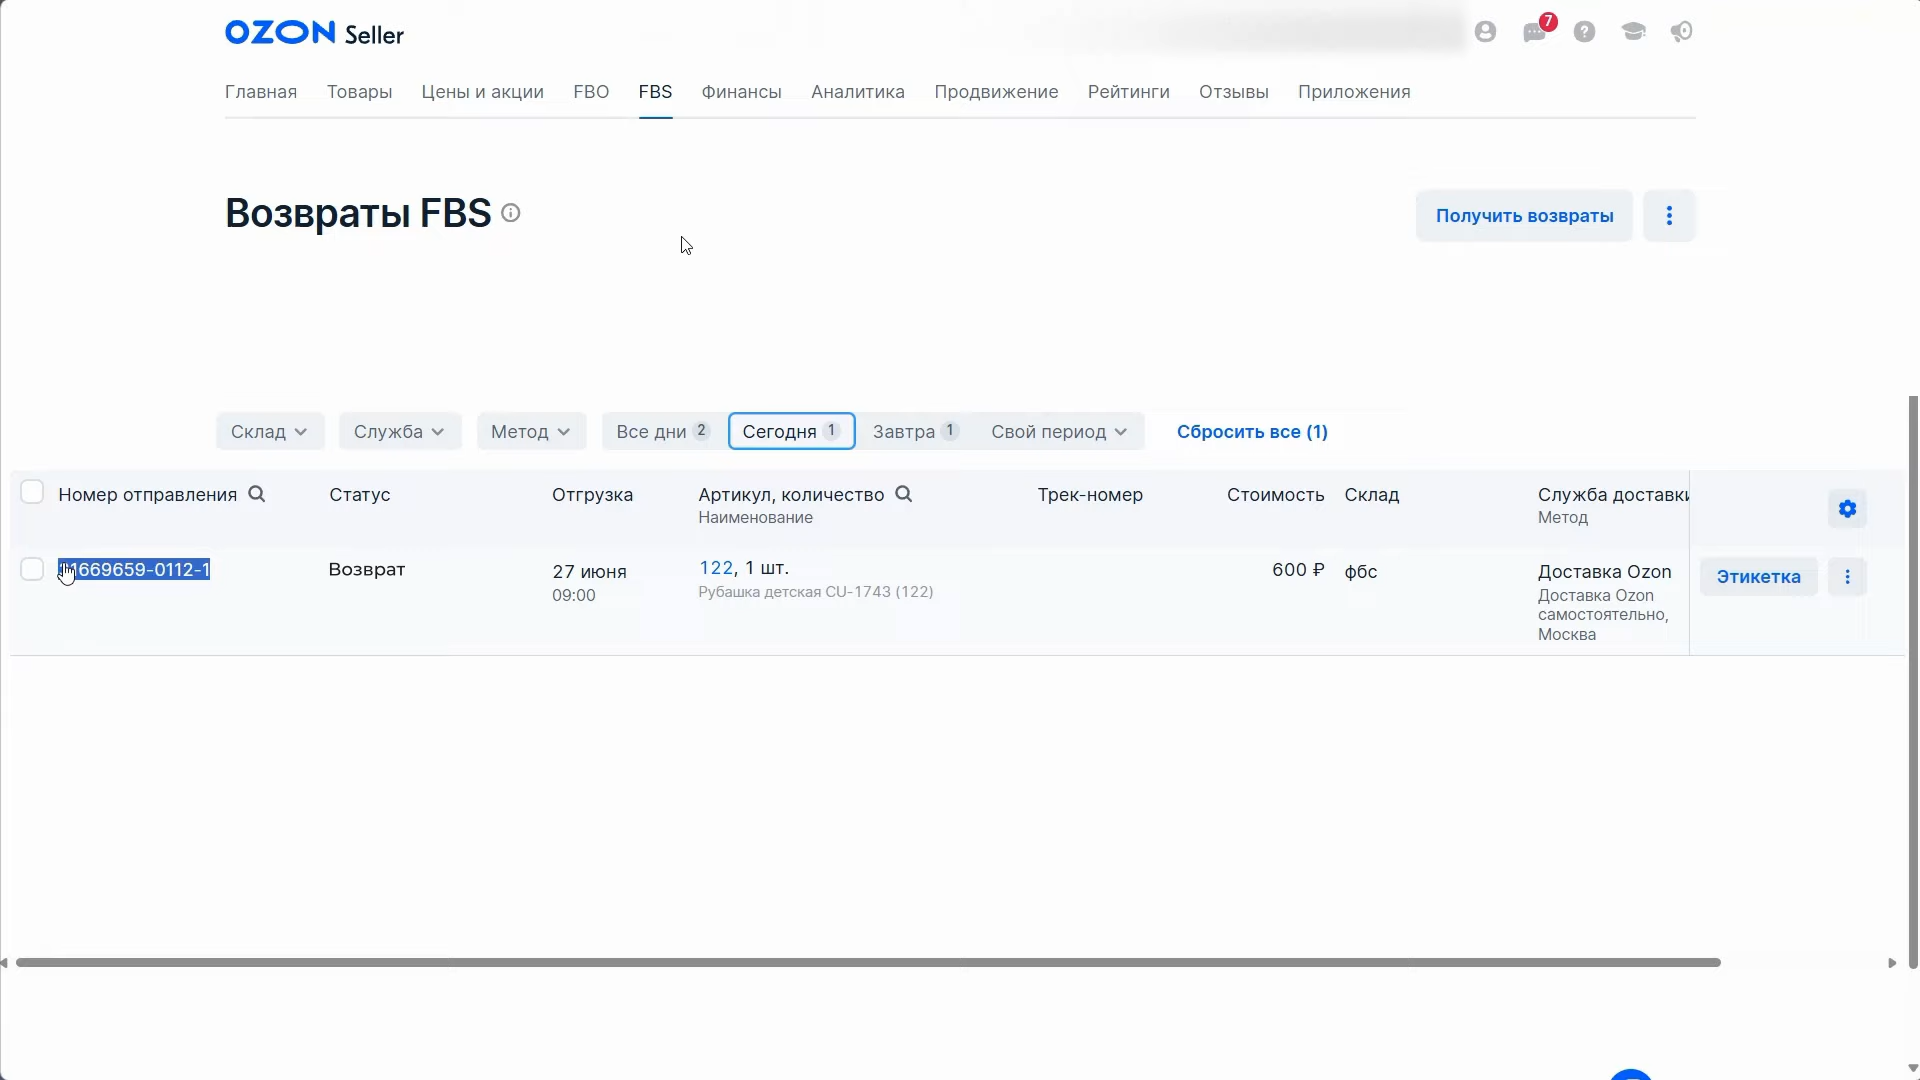 OZON Seller
7
Главная Товары Цены и акции FBO FBS Финансы Аналитика Продвижение Рейтинги Отзывы Приложения
Возвраты FBS
Получить возвраты
Склад Служба Метод Все дни 2 Сегодня 1 Завтра 1 Свой период Сбросить все (1)
Номер отправления Статус Отгрузка Артикул, количество Трек-номер Стоимость Склад Служба доставки
Наименование Метод
669659-0112-1 Возврат 27 июня 122, 1 шт. 600 ₽ фбс Доставка Ozon Этикетка
09:00 Рубашка детская CU-1743 (122) Доставка Ozon
самостоятельно,
Москва